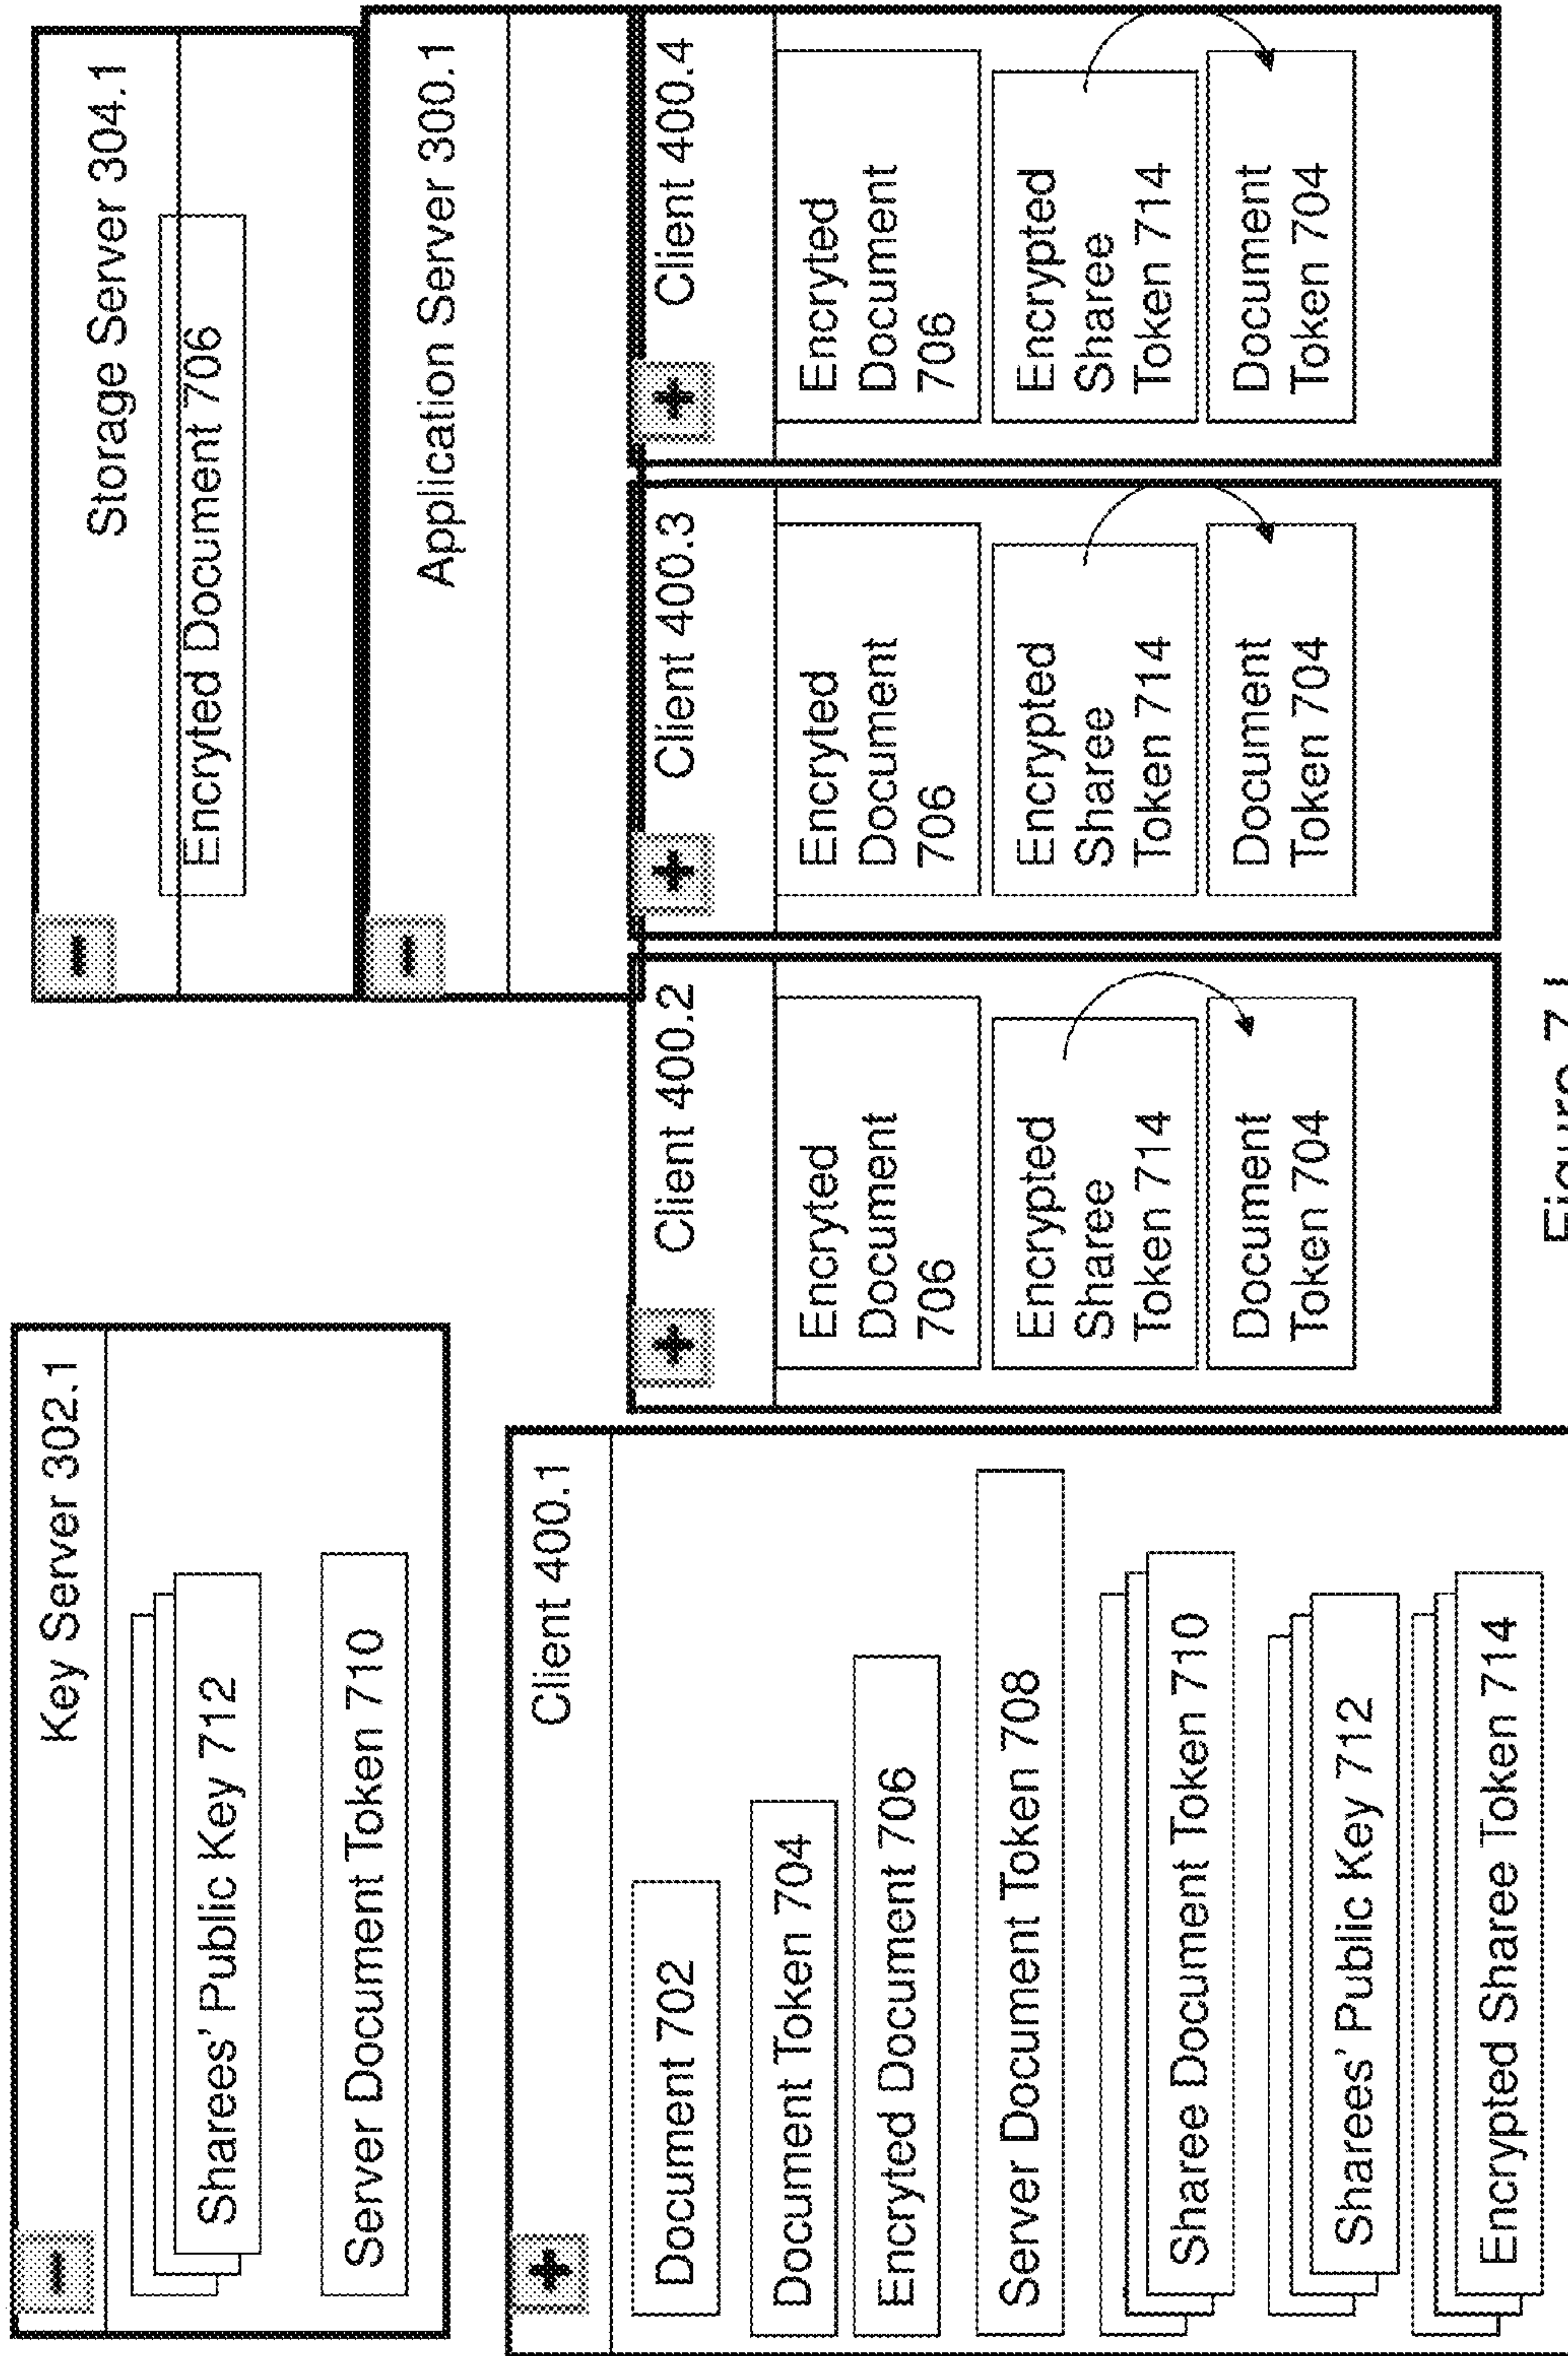 Key Server 302.1
Sharees' Public Key 712
Server Document Token 710
Storage Server 304.1
Encryted Document 706
Application Server 300.1
Client 400.1
Document 702
Document Token 704
Encryted Document 706
Server Document Token 708
Sharee Document Token 710
Sharees' Public Key 712
Encrypted Sharee Token 714
Client 400.2
Encryted
Document
706
Encrypted
Sharee
Token 714
Document
Token 704
Client 400.3
Encryted
Document
706
Encrypted
Sharee
Token 714
Document
Token 704
Client 400.4
Encryted
Document
706
Encrypted
Sharee
Token 714
Document
Token 704
Figure